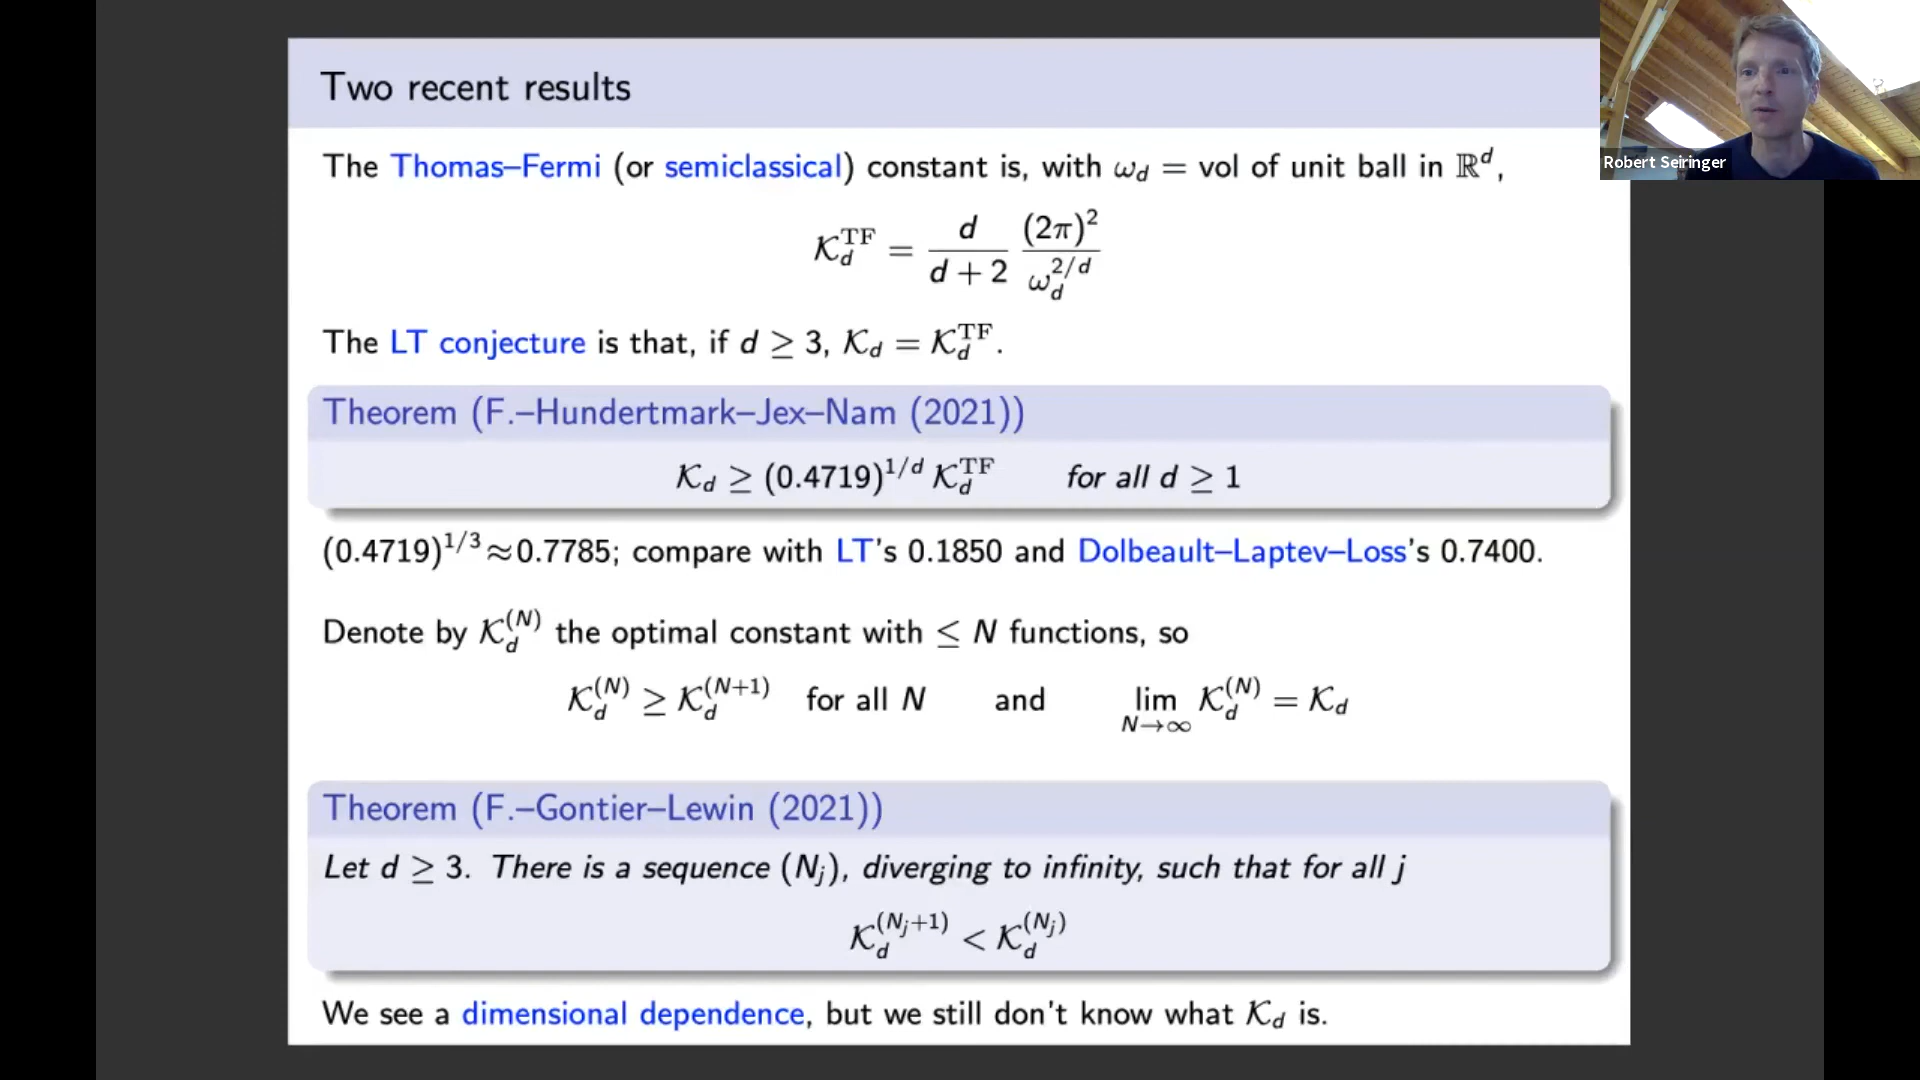 Two recent results
Robert Seiringer
The Thomas–Fermi (or semiclassical) constant is, with ω_d = vol of unit ball in ℝ^d,
𝒦_d^TF = d/(d + 2) (2π)^2/ω_d^{2/d}
The LT conjecture is that, if d ≥ 3, 𝒦_d = 𝒦_d^TF.
Theorem (F.–Hundertmark–Jex–Nam (2021))
𝒦_d ≥ (0.4719)^{1/d} 𝒦_d^TF for all d ≥ 1
(0.4719)^{1/3} ≈ 0.7785; compare with LT's 0.1850 and Dolbeault–Laptev–Loss's 0.7400.
Denote by 𝒦_d^{(N)} the optimal constant with ≤ N functions, so
𝒦_d^{(N)} ≥ 𝒦_d^{(N+1)} for all N and lim_{N→∞} 𝒦_d^{(N)} = 𝒦_d
Theorem (F.–Gontier–Lewin (2021))
Let d ≥ 3. There is a sequence (N_j), diverging to infinity, such that for all j
𝒦_d^{(N_j+1)} < 𝒦_d^{(N_j)}
We see a dimensional dependence, but we still don't know what 𝒦_d is.